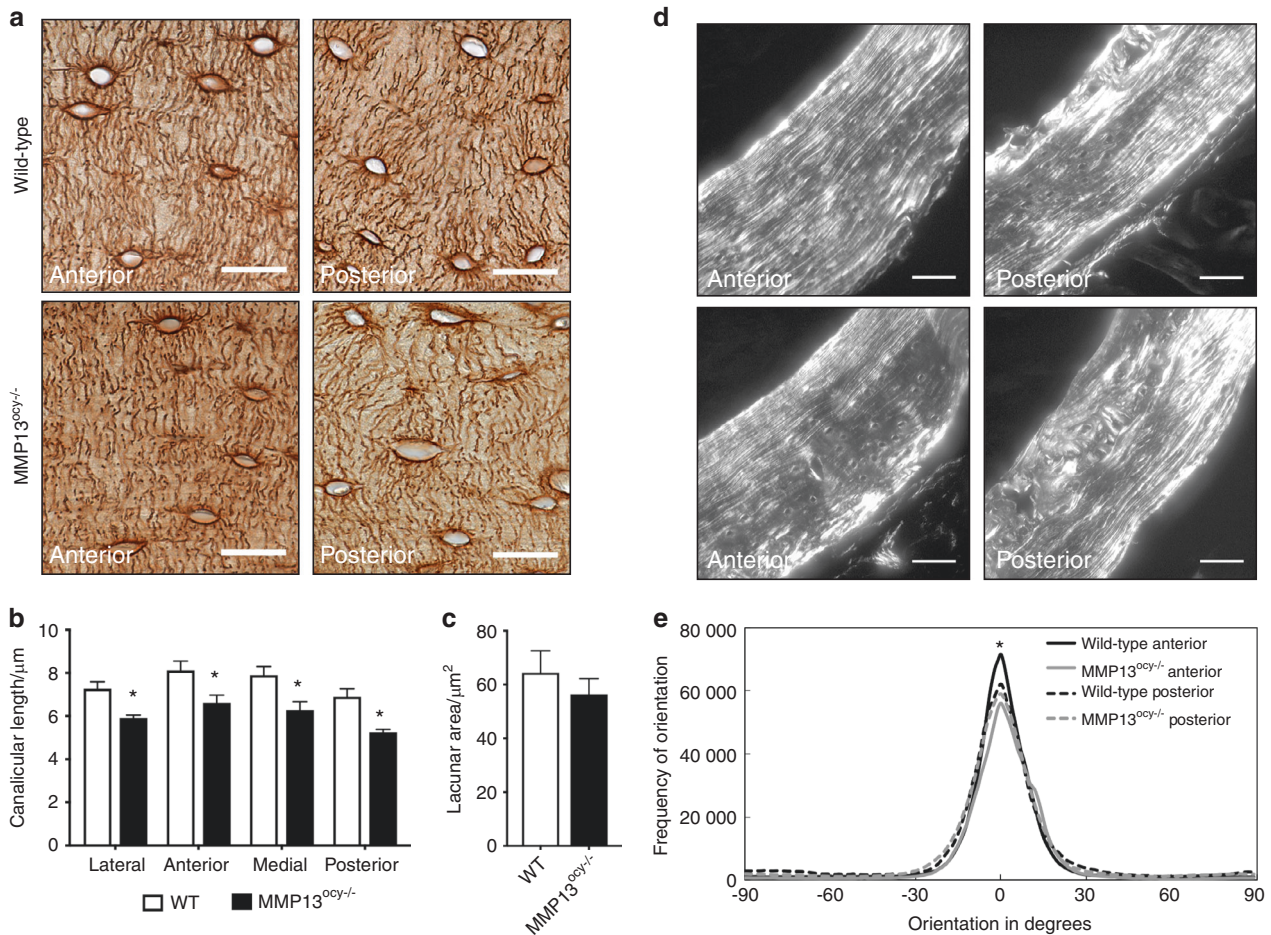 a
Wild-type
Anterior
Posterior
MMP13ocy-/-
Anterior
Posterior
d
Anterior
Posterior
Anterior
Posterior
b
Canalicular length/μm
10
8
6
4
2
0
* * * *
Lateral Anterior Medial Posterior
WT MMP13ocy-/-
c
Lacunar area/μm2
80
60
40
20
0
WT
MMP13ocy-/-
e
Frequency of orientation
80 000
60 000
40 000
20 000
0
*
Wild-type anterior
MMP13ocy-/- anterior
Wild-type posterior
MMP13ocy-/- posterior
-90 -60 -30 0 30 60 90
Orientation in degrees